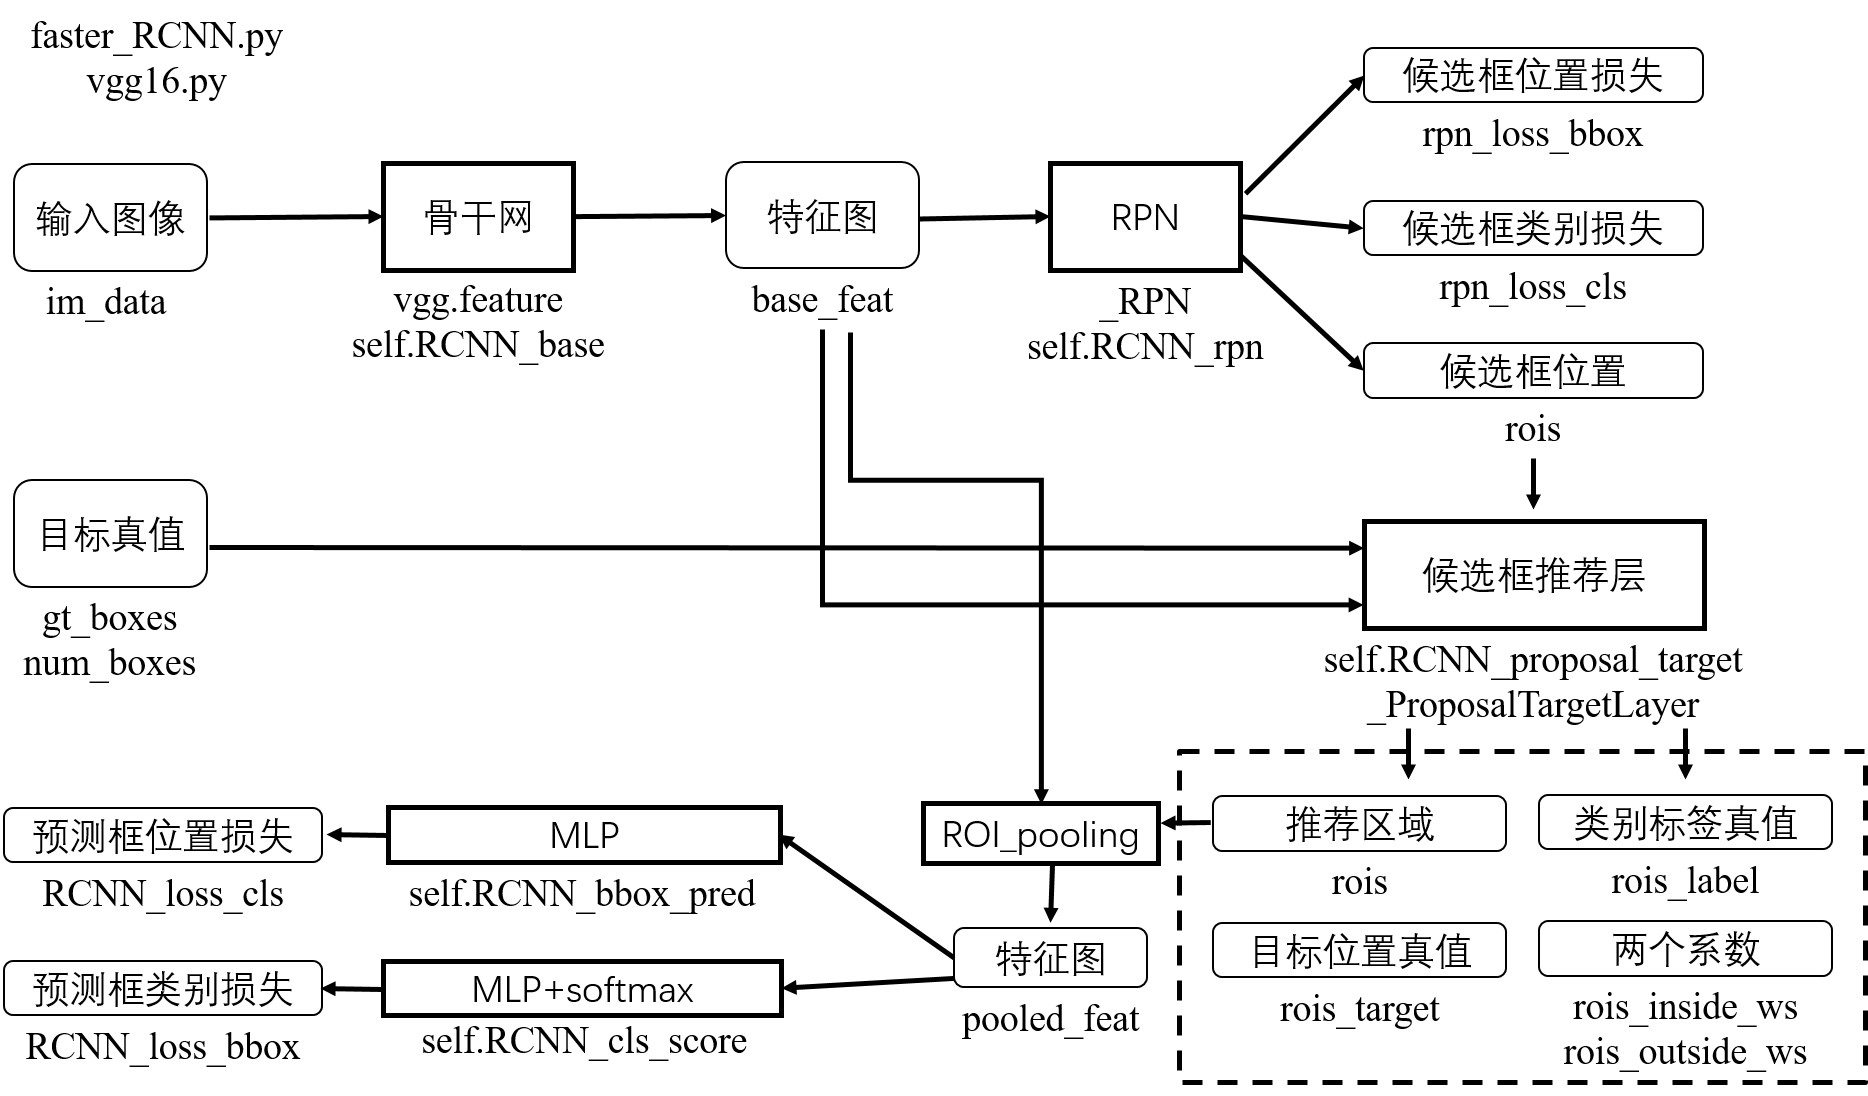 faster_RCNN.py
vgg16.py
输入图像
im_data
骨干网
vgg.feature
self.RCNN_base
特征图
base_feat
RPN
_RPN
self.RCNN_rpn
候选框位置损失
rpn_loss_bbox
候选框类别损失
rpn_loss_cls
候选框位置
rois
目标真值
gt_boxes
num_boxes
候选框推荐层
self.RCNN_proposal_target
_ProposalTargetLayer
推荐区域
rois
类别标签真值
rois_label
目标位置真值
rois_target
两个系数
rois_inside_ws
rois_outside_ws
ROI_pooling
特征图
pooled_feat
MLP
self.RCNN_bbox_pred
MLP+softmax
self.RCNN_cls_score
预测框位置损失
RCNN_loss_cls
预测框类别损失
RCNN_loss_bbox